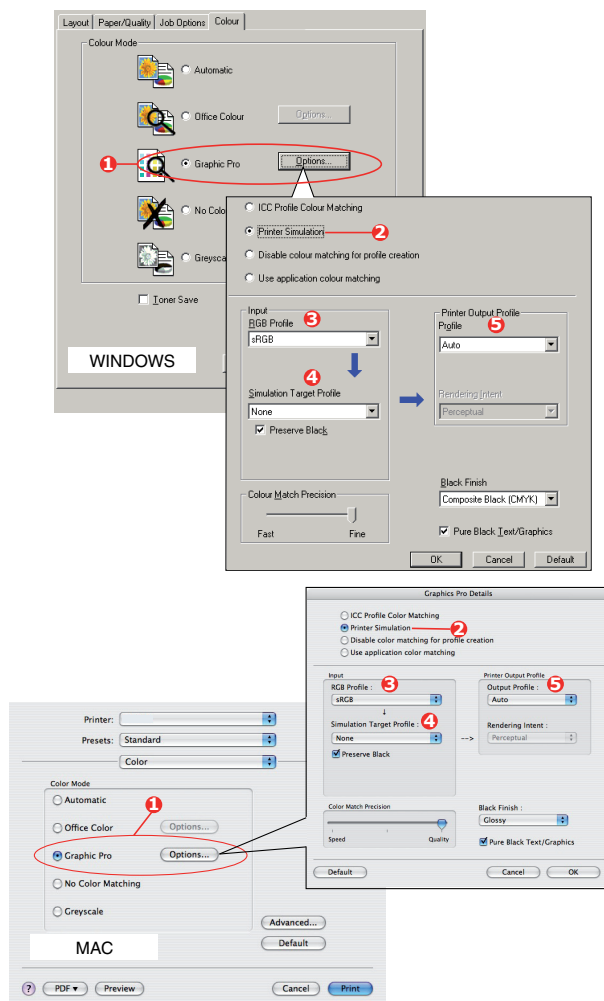 Layout Paper/Quality Job Options Colour
Colour Mode
Automatic
Office Colour Options...
1 Graphic Pro Options...
No Colo
Greysca
Toner Save
WINDOWS
ICC Profile Colour Matching
Printer Simulation 2
Disable colour matching for profile creation
Use application colour matching
Input
RGB Profile 3
sRGB
4
Simulation Target Profile
None
Preserve Black
Printer Output Profile
Profile 5
Auto
Rendering Intent
Perceptual
Colour Match Precision
Fast Fine
Black Finish
Composite Black (CMYK)
Pure Black Text/Graphics
OK Cancel Default
Graphics Pro Details
ICC Profile Color Matching
Printer Simulation 2
Disable color matching for profile creation
Use application color matching
Input
RGB Profile : 3
sRGB
↓
Simulation Target Profile : 4
None
Preserve Black
-->
Printer Output Profile
Output Profile : 5
Auto
Rendering Intent :
Perceptual
Color Match Precision
Speed Quality
Black Finish :
Glossy
Pure Black Text/Graphics
Default Cancel OK
Printer:
Presets: Standard
Color
Color Mode
Automatic
1
Office Color Options...
Graphic Pro Options...
No Color Matching
Greyscale
Advanced...
Default
MAC
? PDF▼ Preview Cancel Print